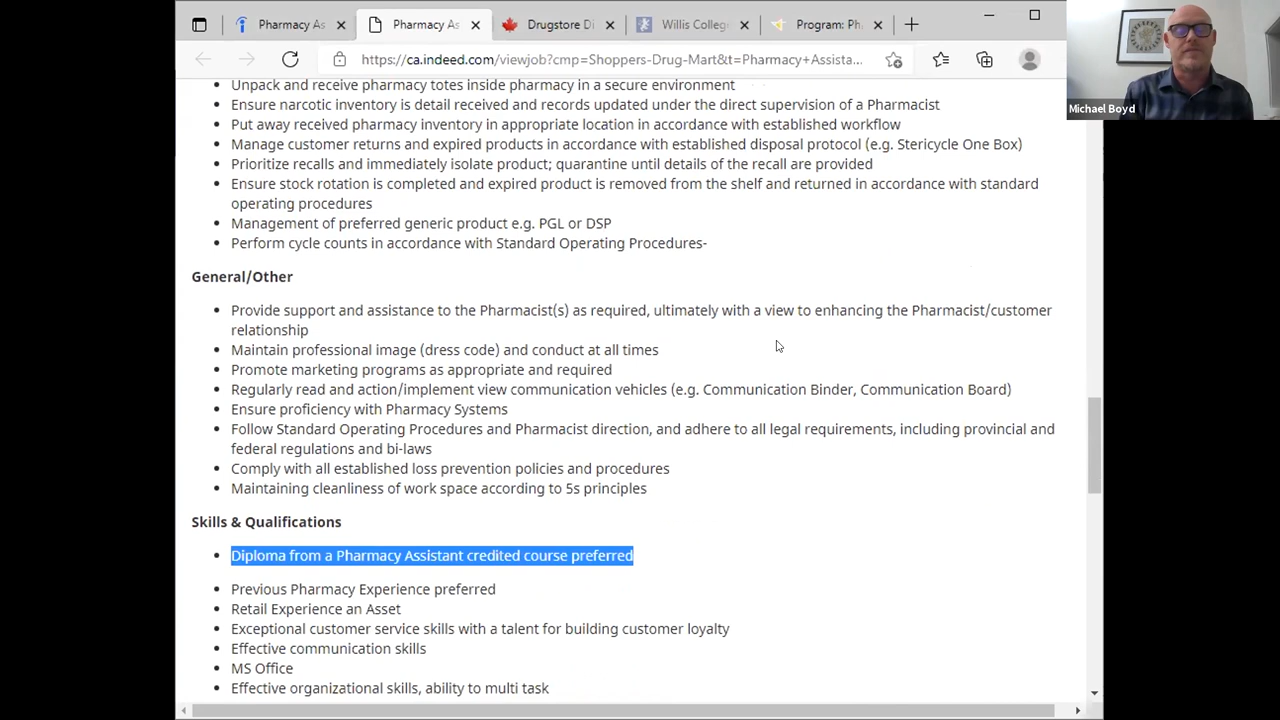 Pharmacy As
Pharmacy As
Drugstore Di
Willis Colleg
Program: Ph
https://ca.indeed.com/viewjob?cmp=Shoppers-Drug-Mart&t=Pharmacy+Assista...
Michael Boyd
Unpack and receive pharmacy totes inside pharmacy in a secure environment
Ensure narcotic inventory is detail received and records updated under the direct supervision of a Pharmacist
Put away received pharmacy inventory in appropriate location in accordance with established workflow
Manage customer returns and expired products in accordance with established disposal protocol (e.g. Stericycle One Box)
Prioritize recalls and immediately isolate product; quarantine until details of the recall are provided
Ensure stock rotation is completed and expired product is removed from the shelf and returned in accordance with standard
operating procedures
Management of preferred generic product e.g. PGL or DSP
Perform cycle counts in accordance with Standard Operating Procedures-
General/Other
Provide support and assistance to the Pharmacist(s) as required, ultimately with a view to enhancing the Pharmacist/customer
relationship
Maintain professional image (dress code) and conduct at all times
Promote marketing programs as appropriate and required
Regularly read and action/implement view communication vehicles (e.g. Communication Binder, Communication Board)
Ensure proficiency with Pharmacy Systems
Follow Standard Operating Procedures and Pharmacist direction, and adhere to all legal requirements, including provincial and
federal regulations and bi-laws
Comply with all established loss prevention policies and procedures
Maintaining cleanliness of work space according to 5s principles
Skills & Qualifications
Diploma from a Pharmacy Assistant credited course preferred
Previous Pharmacy Experience preferred
Retail Experience an Asset
Exceptional customer service skills with a talent for building customer loyalty
Effective communication skills
MS Office
Effective organizational skills, ability to multi task